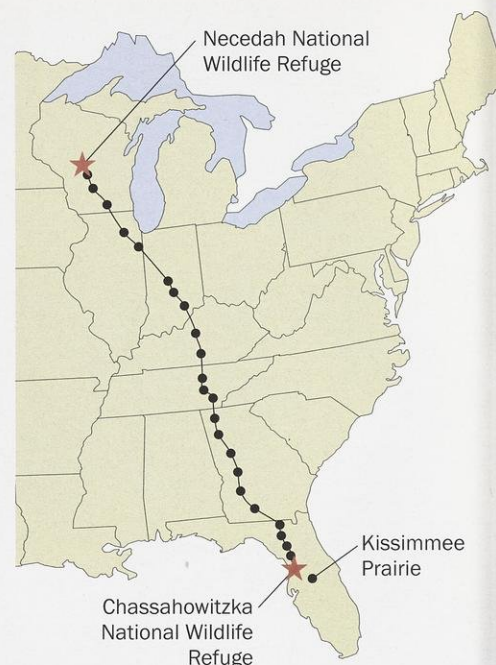 Necedah National
Wildlife Refuge
Kissimmee
Prairie
Chassahowitzka
National Wildlife
Refuge